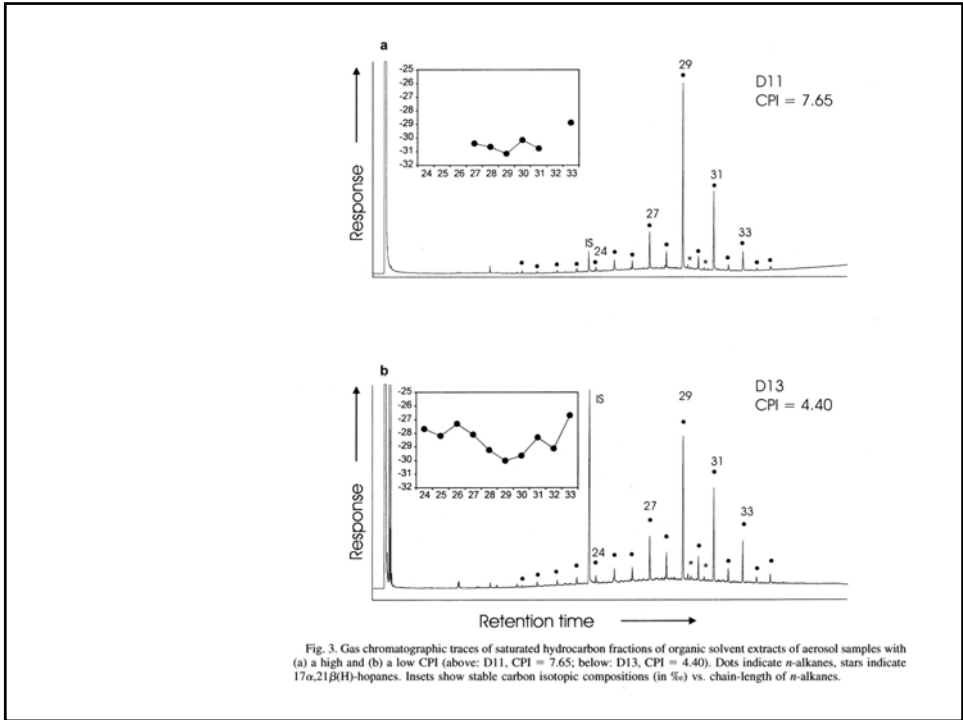 a
29
D11
CPI = 7.65
-25
-26
-27
-28
-29
-30
-31
-32
24 25 26 27 28 29 30 31 32 33
Response
31
27
33
IS
24
* *
b
D13
CPI = 4.40
-25
-26
-27
-28
-29
-30
-31
-32
24 25 26 27 28 29 30 31 32 33
Response
IS
29
31
27
33
24
* *
Retention time
Fig. 3. Gas chromatographic traces of saturated hydrocarbon fractions of organic solvent extracts of aerosol samples with
(a) a high and (b) a low CPI (above: D11, CPI = 7.65; below: D13, CPI = 4.40). Dots indicate n-alkanes, stars indicate
17α,21β(H)-hopanes. Insets show stable carbon isotopic compositions (in ‰) vs. chain-length of n-alkanes.